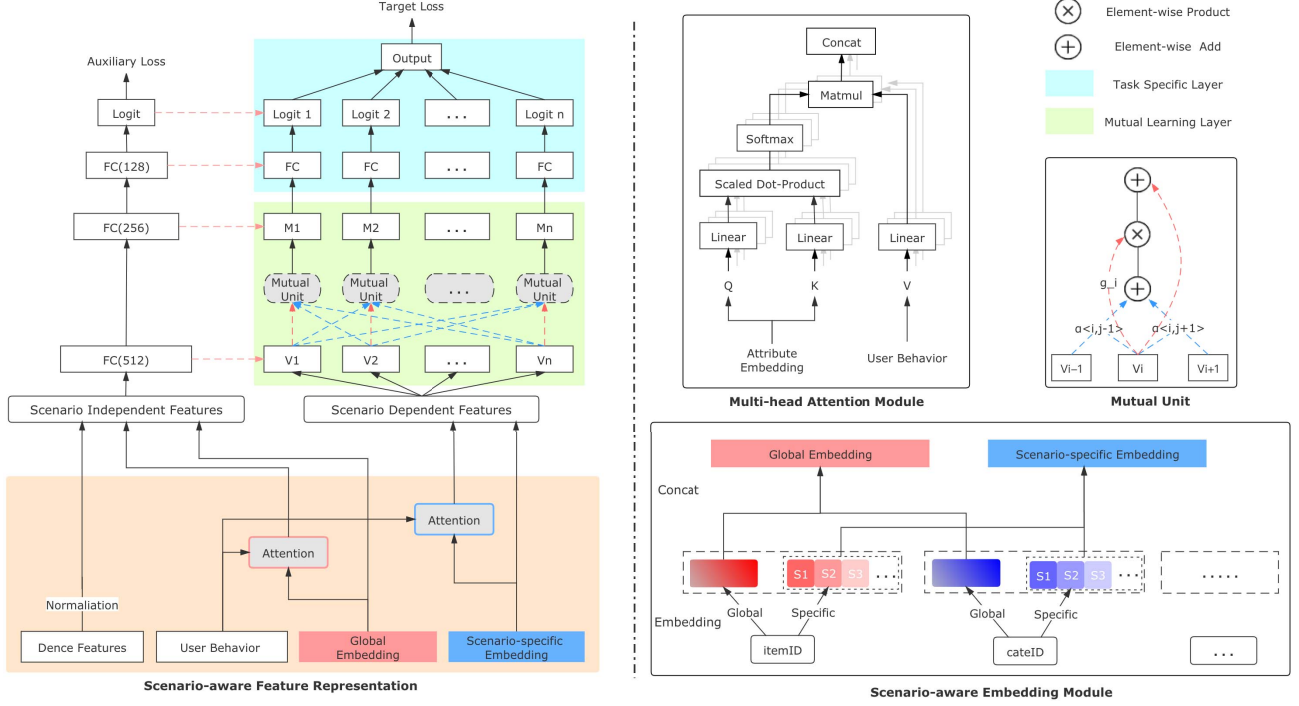 Target Loss
Output
Auxiliary Loss
Logit
Logit 1
Logit 2
...
Logit n
FC(128)
FC
FC
...
FC
FC(256)
M1
M2
...
Mn
Mutual
Unit
Mutual
Unit
...
Mutual
Unit
FC(512)
V1
V2
...
Vn
Scenario Independent Features
Scenario Dependent Features
Attention
Attention
Normaliation
Dence Features
User Behavior
Global
Embedding
Scenario-specific
Embedding
Scenario-aware Feature Representation
Concat
Matmul
Softmax
Scaled Dot-Product
Linear
Linear
Linear
Q
K
V
Attribute
Embedding
User Behavior
Multi-head Attention Module
Element-wise Product
Element-wise Add
Task Specific Layer
Mutual Learning Layer
g_i
α<i,j-1>
α<i,j+1>
Vi-1
Vi
Vi+1
Mutual Unit
Global Embedding
Scenario-specific Embedding
Concat
S1
S2
S3
...
S1
S2
S3
...
.....
Global
Specific
Global
Specific
Embedding
itemID
cateID
...
Scenario-aware Embedding Module